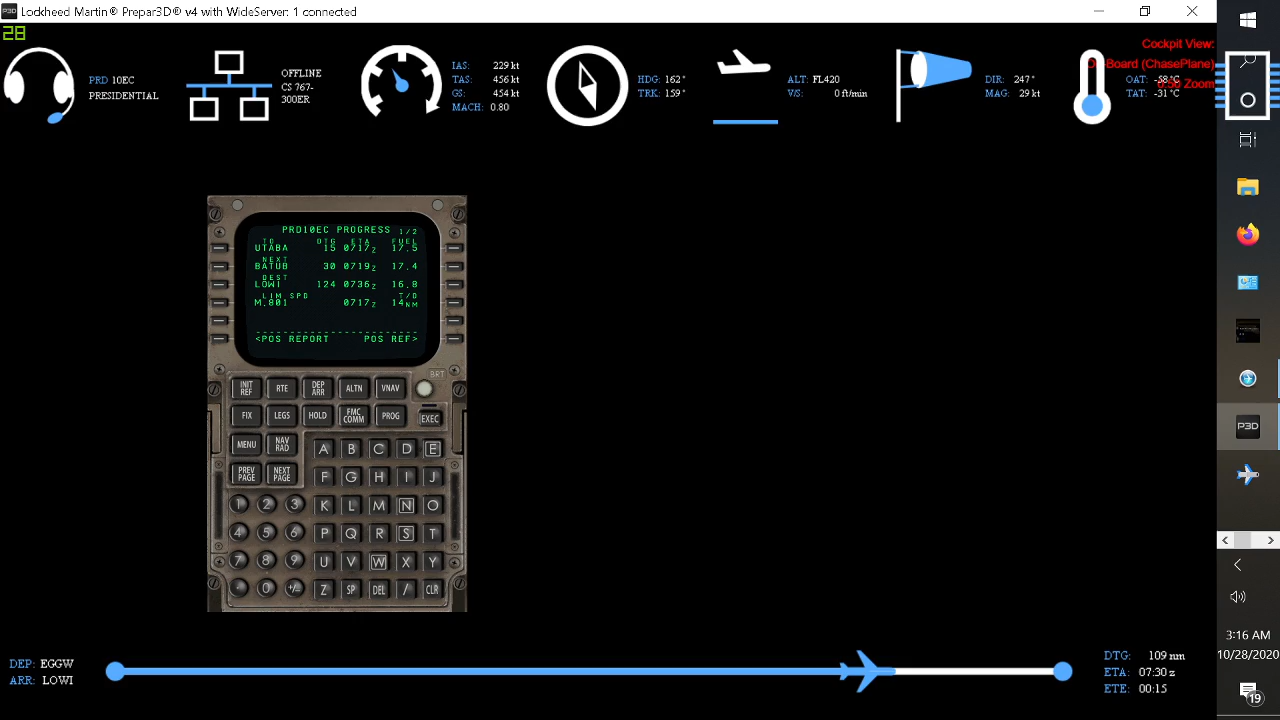 P3D Lockheed Martin® Prepar3D® v4 with WideServer: 1 connected
28
Cockpit View:
Board (ChasePlane)
Zoom
PRD 10EC
PRESIDENTIAL
OFFLINE
CS 767-
300ER
IAS: 229 kt
TAS: 456 kt
GS: 454 kt
MACH: 0.80
HDG: 162°
TRK: 159°
ALT: FL420
V/S: 0 ft/min
DIR: 247°
MAG: 29 kt
OAT: -58°C
TAT: -31°C
PRD10EC PROGRESS 1/2
TO DTG ETA FUEL
UTABA 15 0717z 17.5
NEXT
BATUB 30 0719z 17.4
DEST
LOWI 124 0736z 16.8
LIM SPD T/D
M.801 0717z 14NM
--------------------------
<POS REPORT POS REF>
BRT
INIT REF RTE DEP ARR ALTN VNAV
FIX LEGS HOLD FMC COMM PROG EXEC
MENU NAV RAD
PREV PAGE NEXT PAGE
A B C D E
F G H I J
1 2 3 K L M N O
4 5 6 P Q R S T
7 8 9 U V W X Y
. 0 +/- Z SP DEL / CLR
DEP: EGGW
ARR: LOWI
DTG: 109 nm
ETA: 07:30 z
ETE: 00:15
P3D
3:16 AM
10/28/2020
19